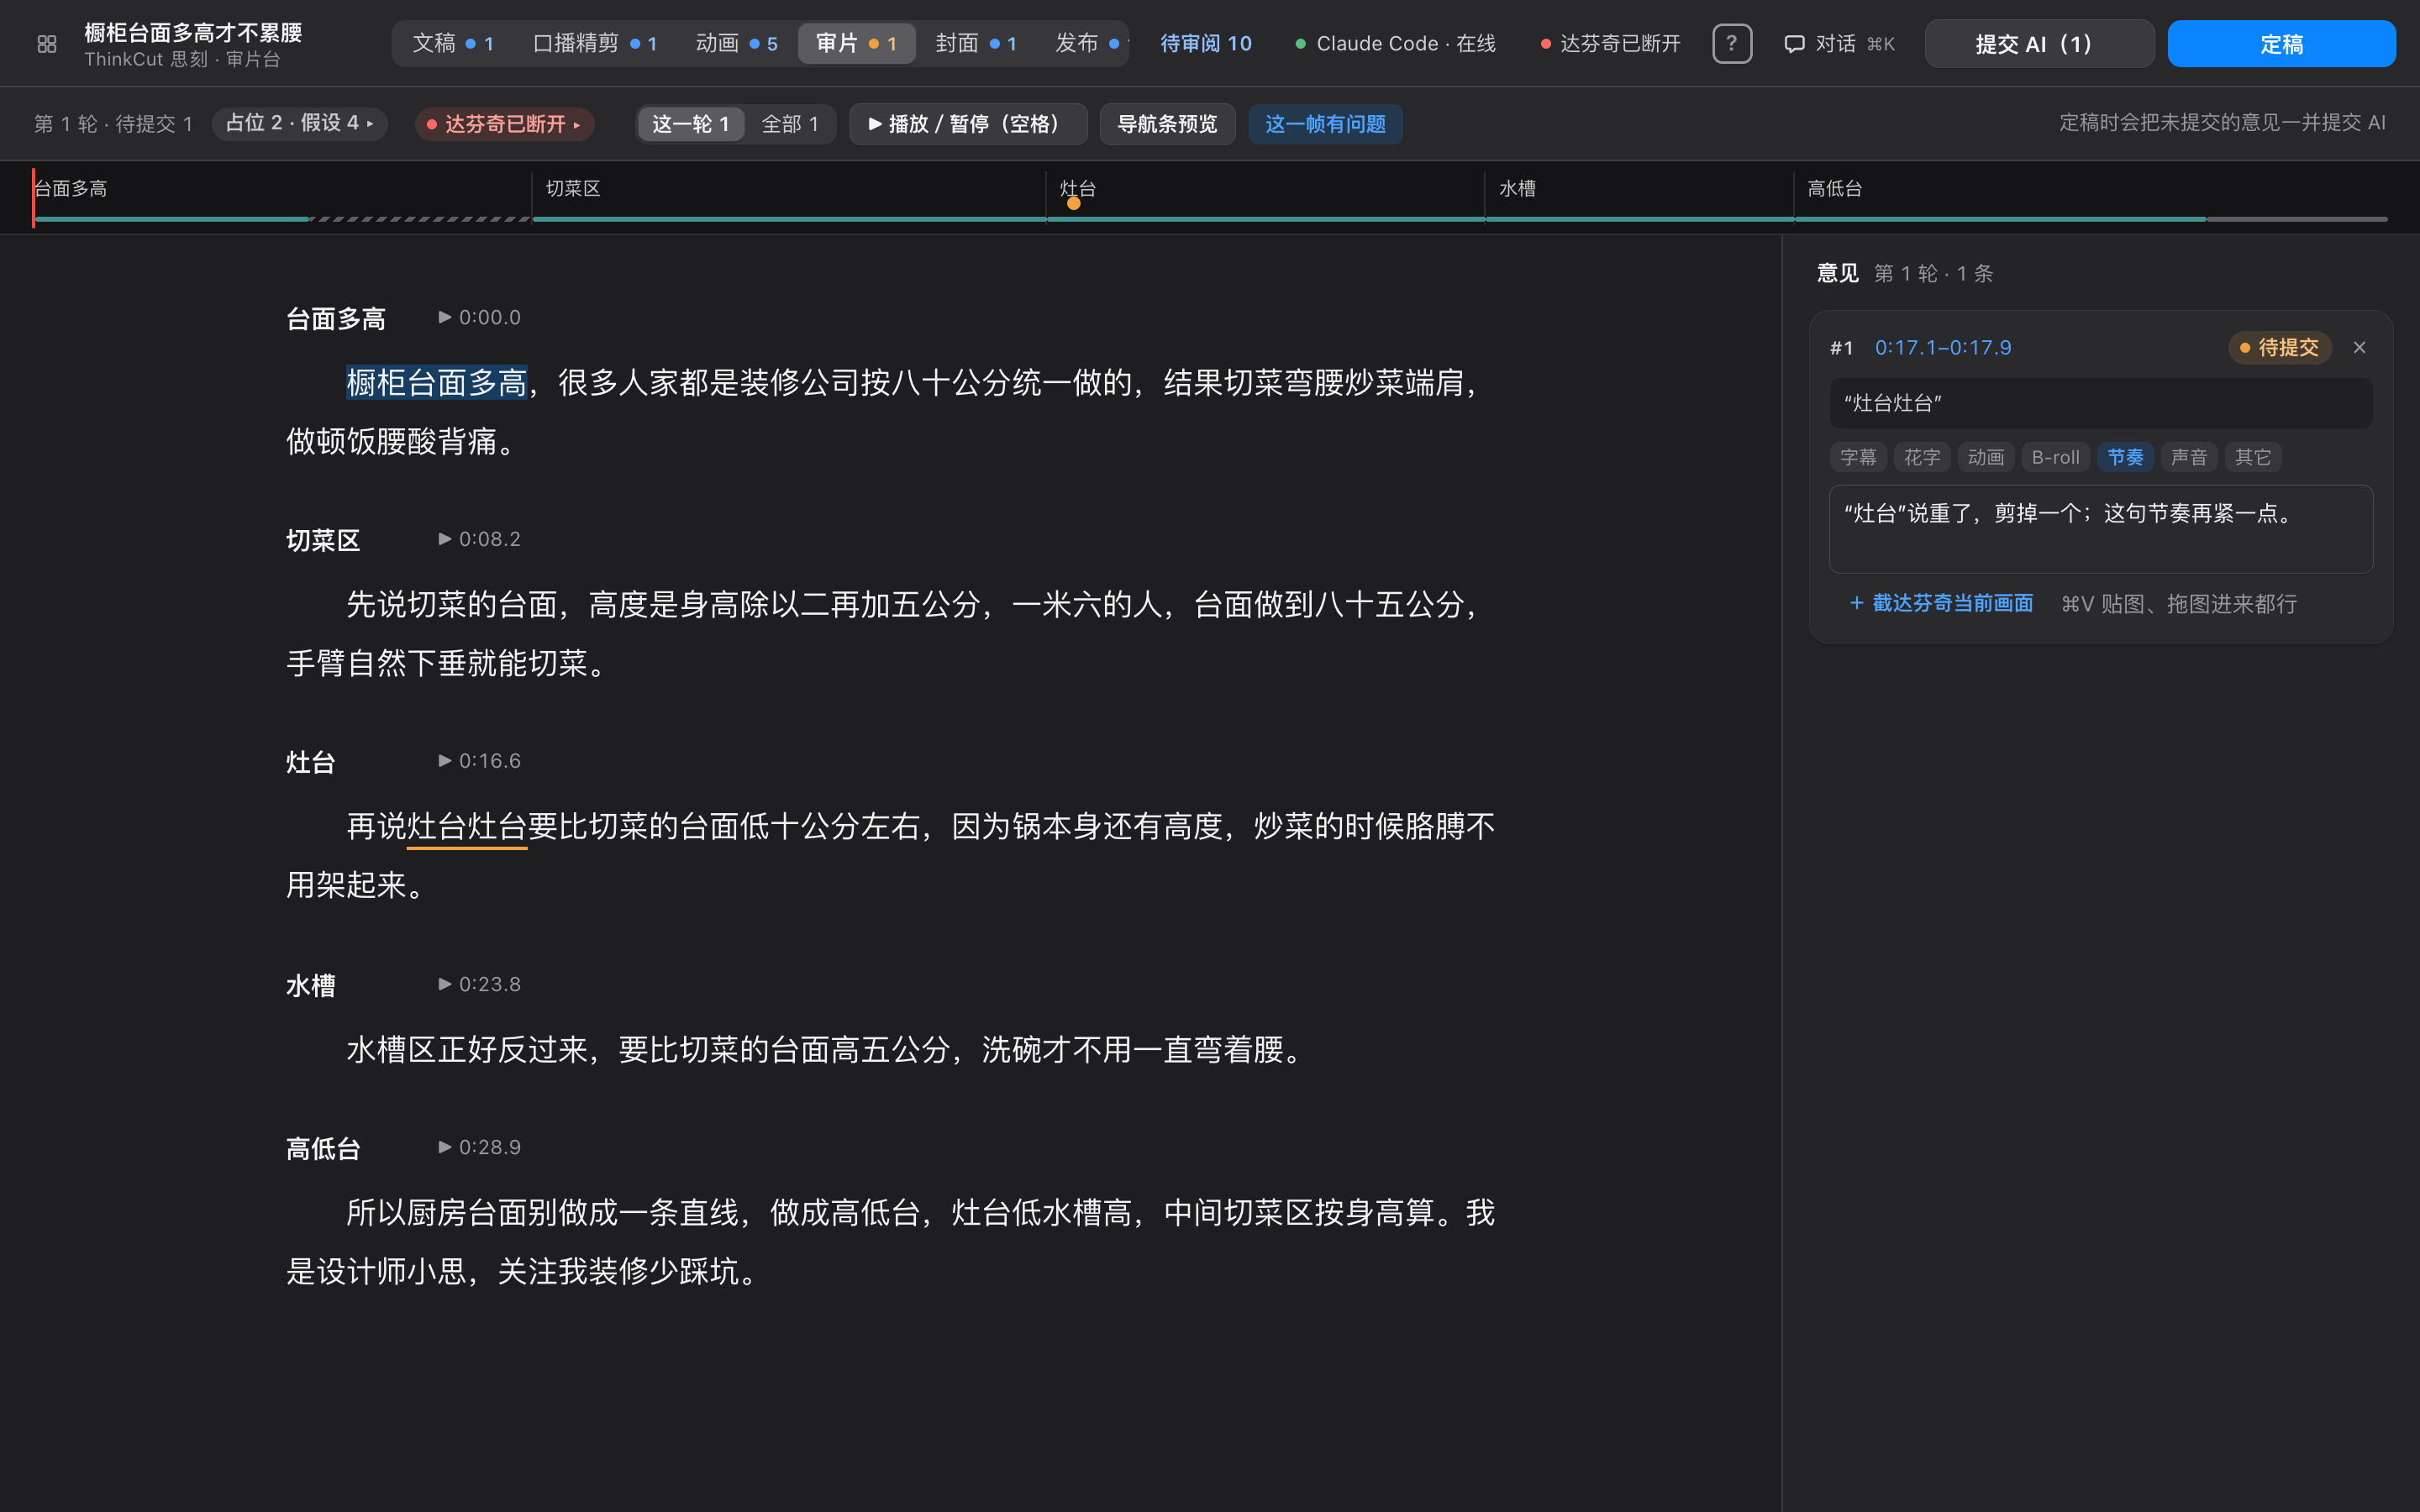 橱柜台面多高才不累腰
ThinkCut 思刻 · 审片台
文稿 1 口播精剪 1 动画 5 审片 1 封面 1 发布
待审阅 10
Claude Code · 在线
达芬奇已断开
?
对话 ⌘K
提交 AI（1）
定稿
第 1 轮 · 待提交 1
占位 2 · 假设 4 ▸
达芬奇已断开 ▸
这一轮 1 全部 1
▶ 播放 / 暂停（空格）
导航条预览
这一帧有问题
定稿时会把未提交的意见一并提交 AI
台面多高 切菜区 灶台 水槽 高低台
台面多高 ▶ 0:00.0
橱柜台面多高，很多人家都是装修公司按八十公分统一做的，结果切菜弯腰炒菜端肩，
做顿饭腰酸背痛。
切菜区 ▶ 0:08.2
先说切菜的台面，高度是身高除以二再加五公分，一米六的人，台面做到八十五公分，
手臂自然下垂就能切菜。
灶台 ▶ 0:16.6
再说灶台灶台要比切菜的台面低十公分左右，因为锅本身还有高度，炒菜的时候胳膊不
用架起来。
水槽 ▶ 0:23.8
水槽区正好反过来，要比切菜的台面高五公分，洗碗才不用一直弯着腰。
高低台 ▶ 0:28.9
所以厨房台面别做成一条直线，做成高低台，灶台低水槽高，中间切菜区按身高算。我
是设计师小思，关注我装修少踩坑。
意见 第 1 轮 · 1 条
#1 0:17.1–0:17.9 待提交 ×
“灶台灶台”
字幕 花字 动画 B-roll 节奏 声音 其它
“灶台”说重了，剪掉一个；这句节奏再紧一点。
+ 截达芬奇当前画面 ⌘V 贴图、拖图进来都行